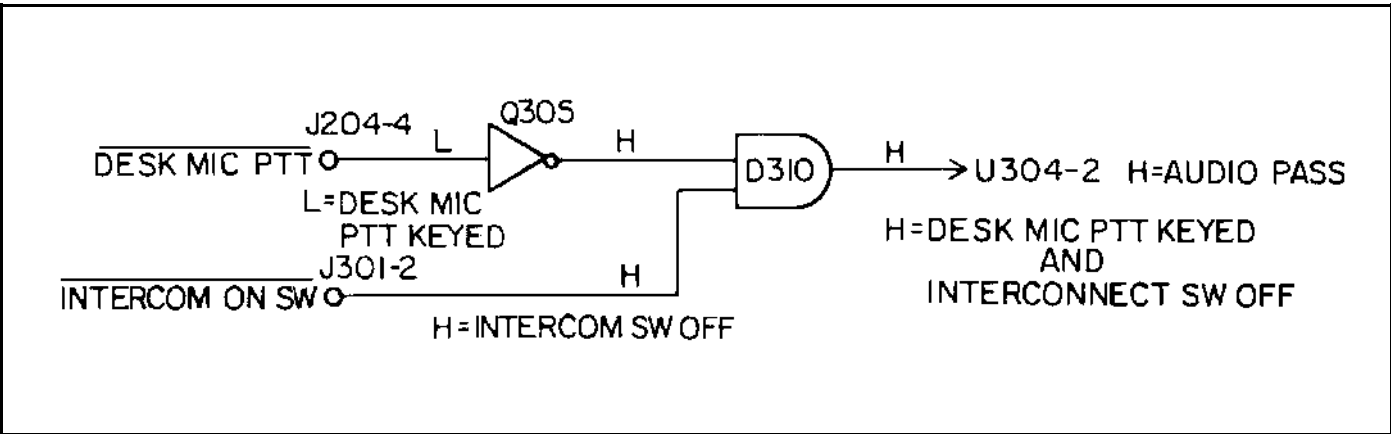 J204-4
Q305
DESK MIC PTT
L
H
D310
H
U304-2 H=AUDIO PASS
L=DESK MIC
PTT KEYED
H=DESK MIC PTT KEYED
AND
INTERCONNECT SW OFF
J301-2
INTERCOM ON SW
H
H=INTERCOM SW OFF